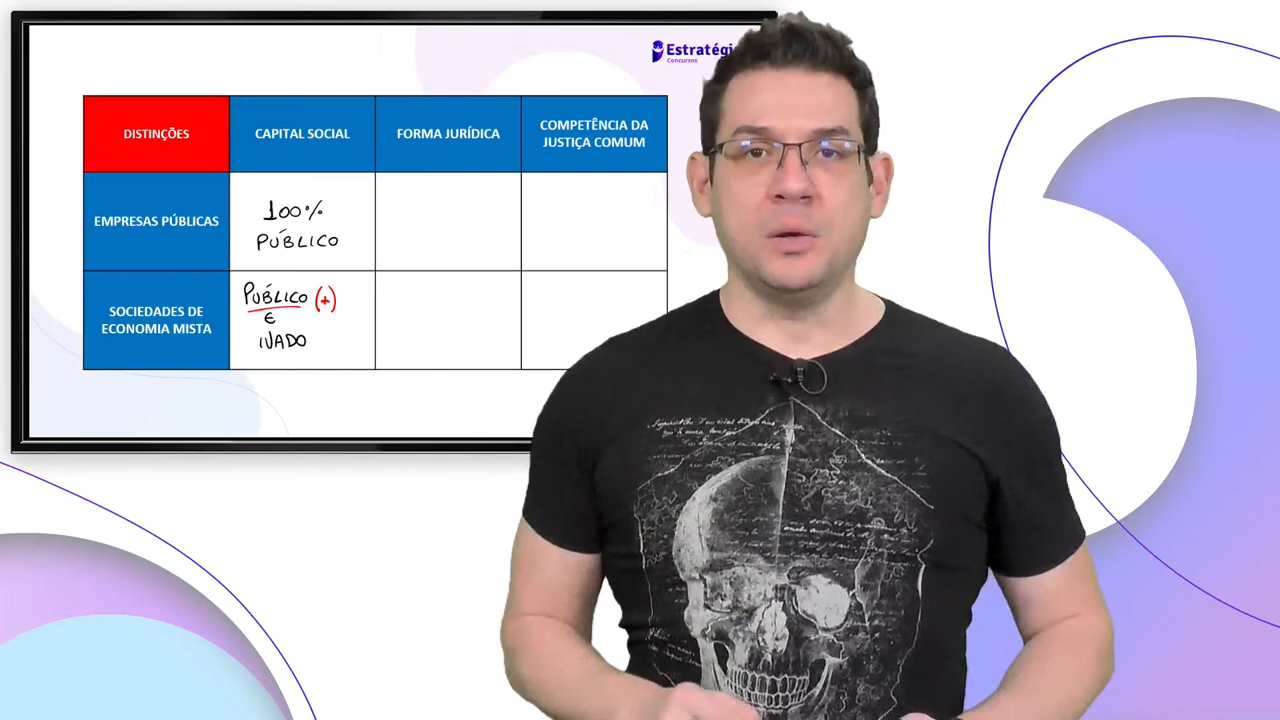 Estratégi
Concursos
DISTINÇÕES
CAPITAL SOCIAL
FORMA JURÍDICA
COMPETÊNCIA DA
JUSTIÇA COMUM
EMPRESAS PÚBLICAS
100%
PÚBLICO
SOCIEDADES DE
ECONOMIA MISTA
PÚBLICO (+)
E
IVADO